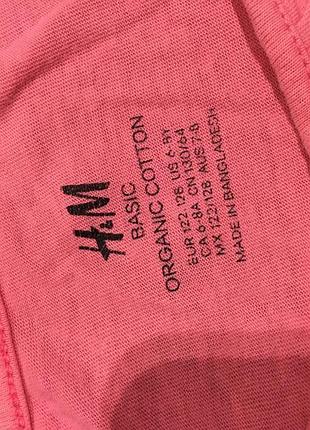 H&M
BASIC
ORGANIC COTTON
EUR 122.128 US 6-8Y
CA 6-8A CN 130/64
MX 122/128 AUS 7-8
MADE IN BANGLADESH